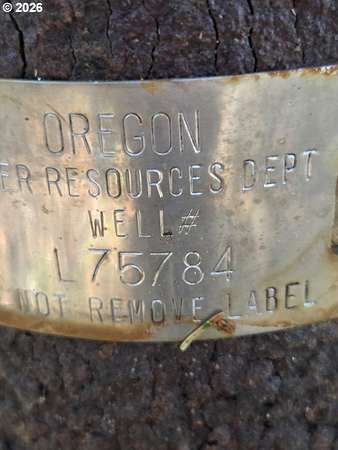 © 2026
OREGON
ER RESOURCES DEPT
WELL #
L75784
NOT REMOVE LABEL